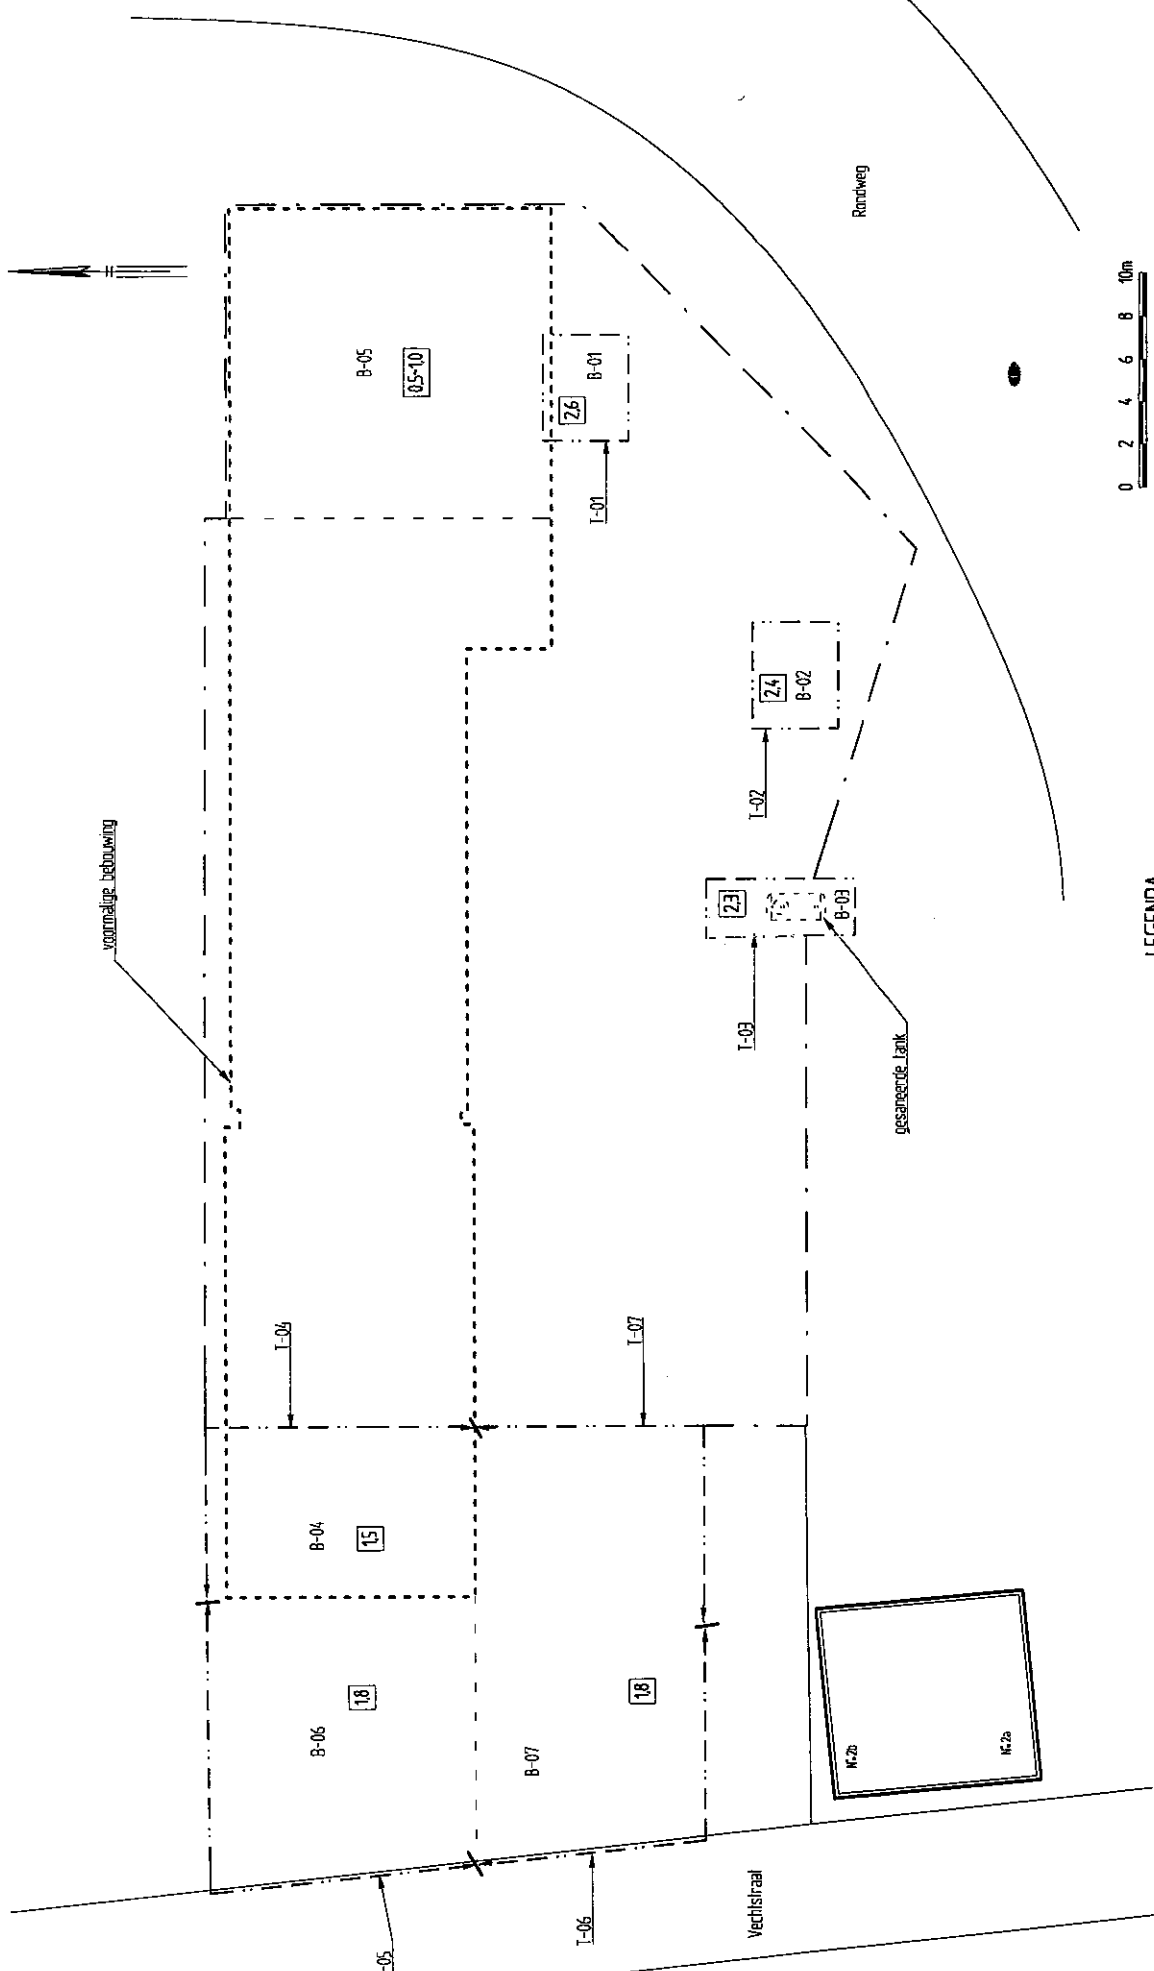 voormalige bebouwing
B-05
0,5~1,0
B-01
2,6
T-01
Randweg
0 2 4 6 8 10m
2,4
B-02
T-02
2,3
B-03
T-03
gesaneerde tank
LEGENDA
T-04
T-07
B-04
1,5
B-06
1,8
B-07
1,8
Nr.2b
Nr.2a
-05
T-06
Vechtstraat